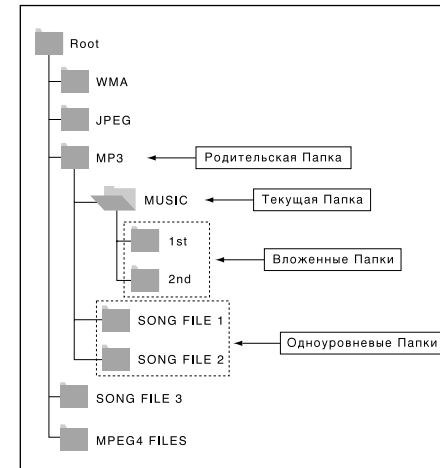 Root
WMA
JPEG
MP3 Родительская Папка
MUSIC Текущая Папка
1st
Вложенные Папки
2nd
SONG FILE 1
Одноуровневые Папки
SONG FILE 2
SONG FILE 3
MPEG4 FILES